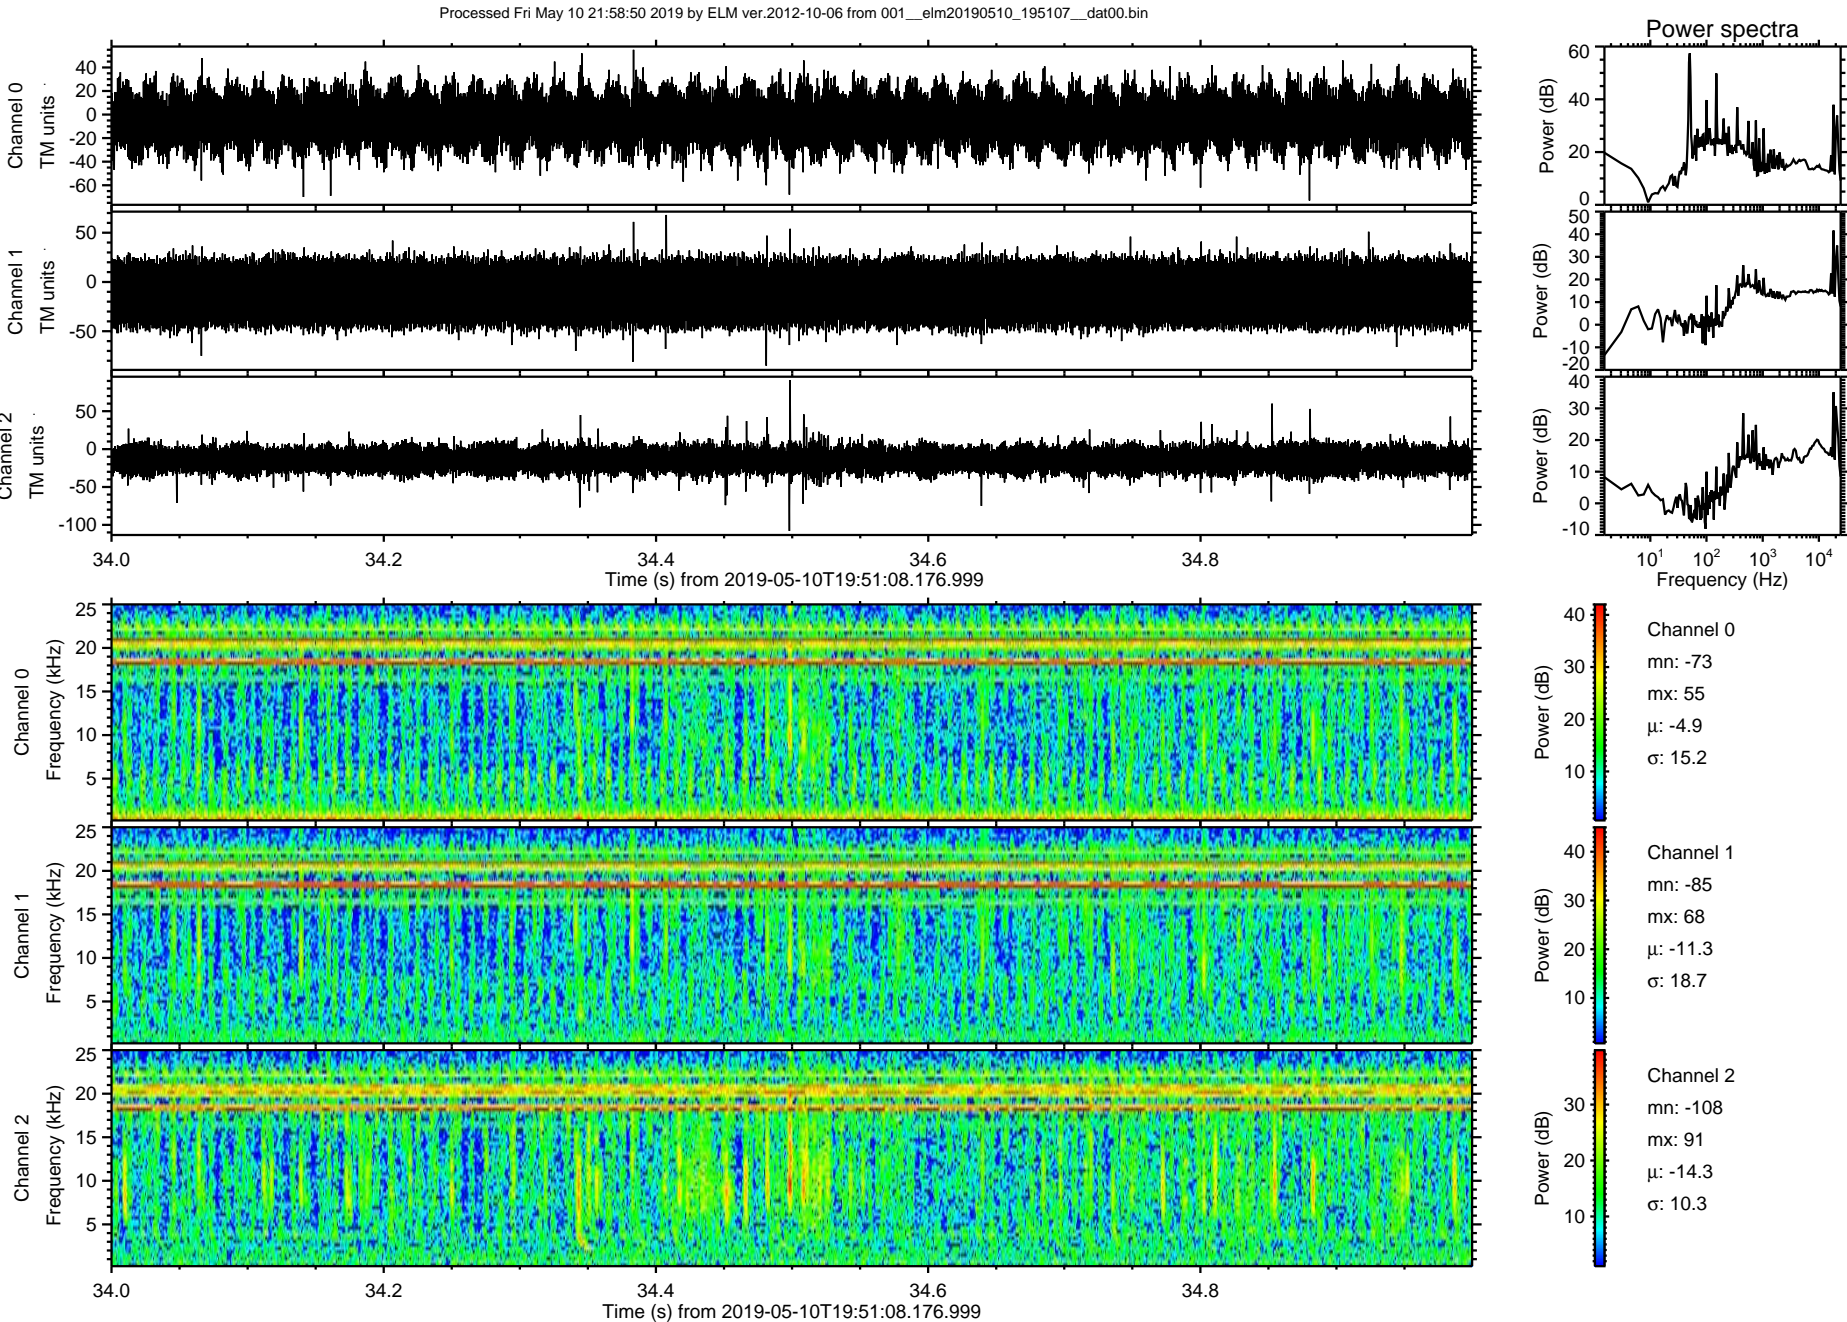 Processed Fri May 10 21:58:50 2019 by ELM ver.2012-10-06 from 001__elm20190510_195107__dat00.bin
Power spectra
Channel 0
TM units
40
20
0
-20
-40
-60
Power (dB)
60
40
20
0
Channel 1
TM units
50
0
-50
Power (dB)
50
40
30
20
10
0
-10
-20
Channel 2
TM units
50
0
-50
-100
Power (dB)
40
30
20
10
0
-10
34.0 34.2 34.4 34.6 34.8
Time (s) from 2019-05-10T19:51:08.176.999
10¹ 10² 10³ 10⁴
Frequency (Hz)
Channel 0
Frequency (kHz)
25
20
15
10
5
Power (dB)
40
30
20
10
Channel 0
mn: -73
mx: 55
μ: -4.9
σ: 15.2
Channel 1
Frequency (kHz)
25
20
15
10
5
Power (dB)
40
30
20
10
Channel 1
mn: -85
mx: 68
μ: -11.3
σ: 18.7
Channel 2
Frequency (kHz)
25
20
15
10
5
Power (dB)
30
20
10
Channel 2
mn: -108
mx: 91
μ: -14.3
σ: 10.3
34.0 34.2 34.4 34.6 34.8
Time (s) from 2019-05-10T19:51:08.176.999